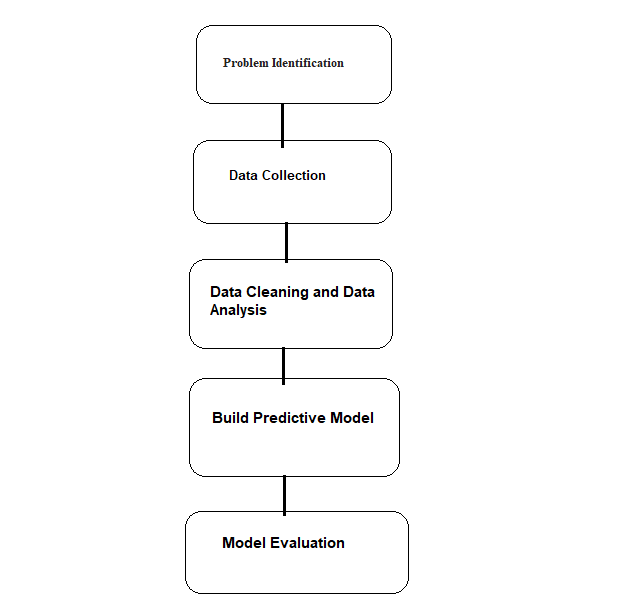 Problem Identification
Data Collection
Data Cleaning and Data
Analysis
Build Predictive Model
Model Evaluation